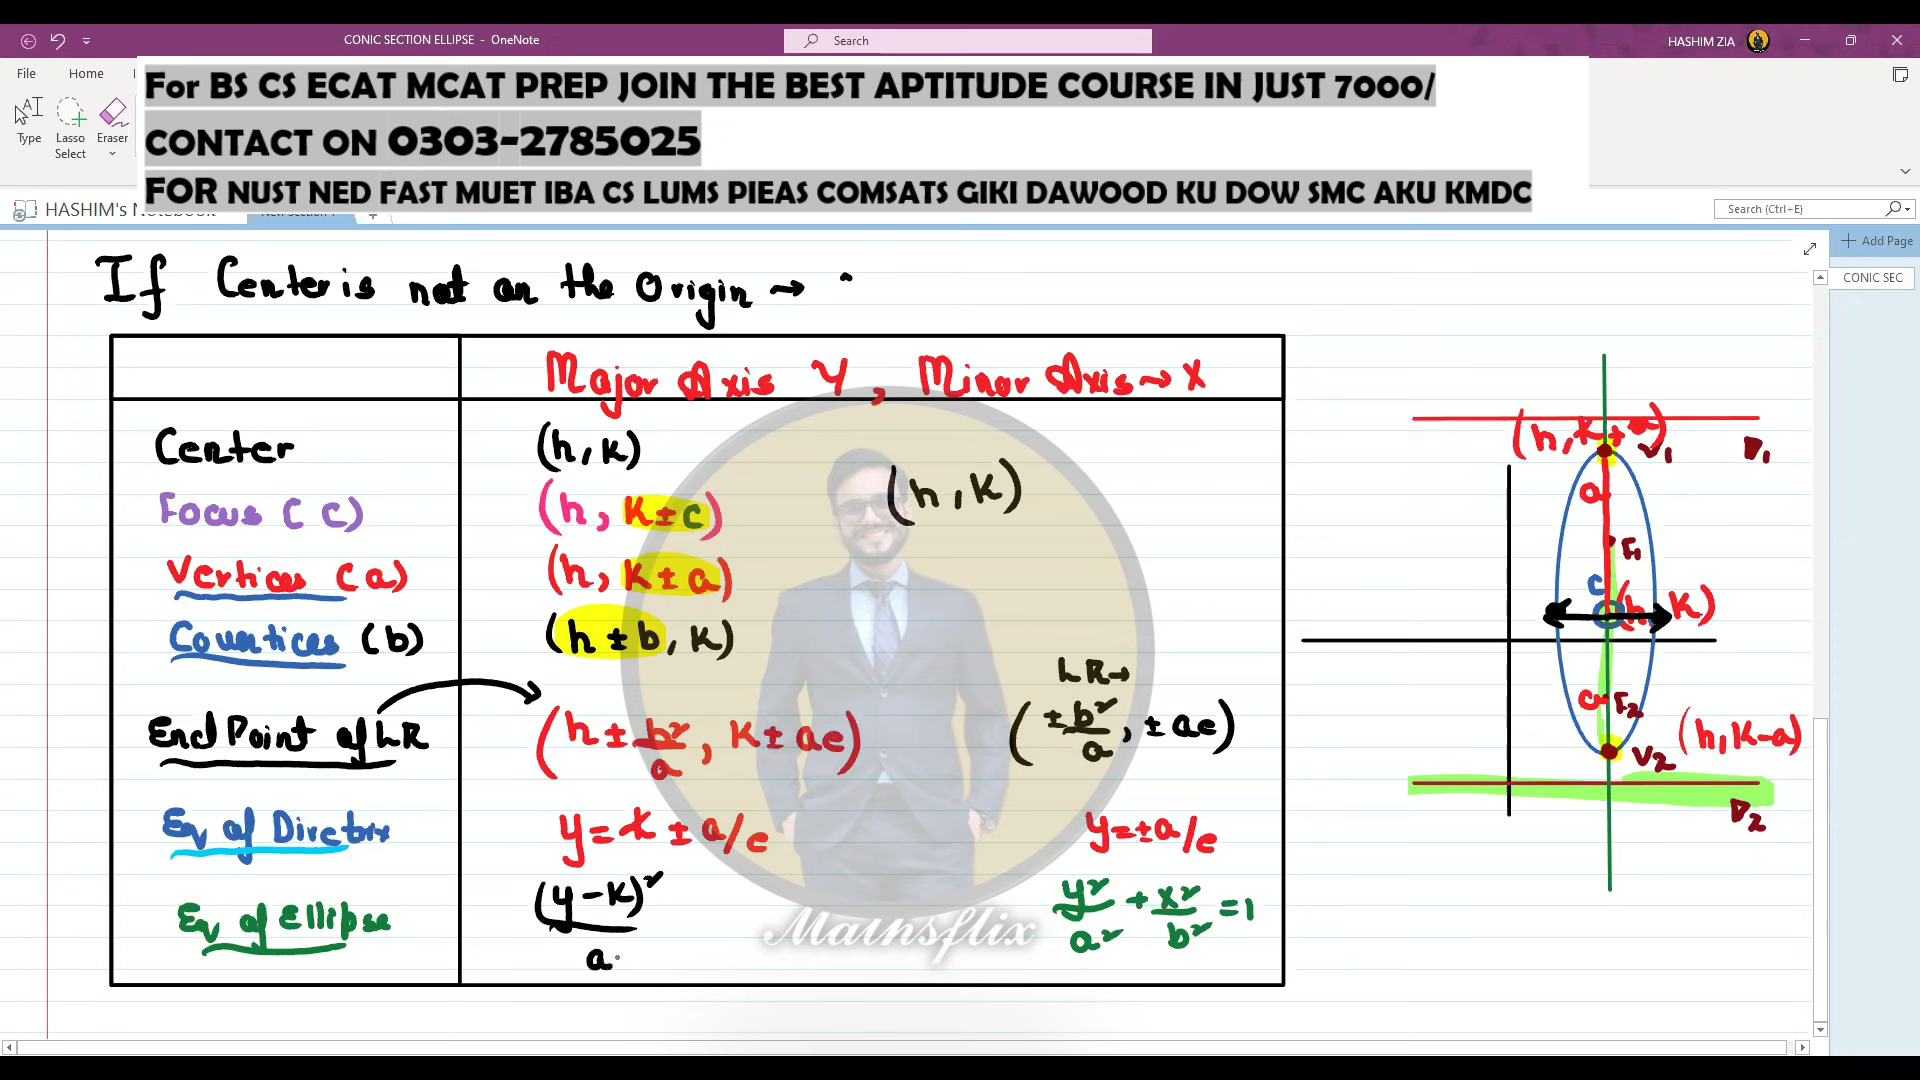 CONIC SECTION ELLIPSE - OneNote
Search
HASHIM ZIA
File
Home
Type
Lasso Select
Eraser
For BS CS ECAT MCAT PREP JOIN THE BEST APTITUDE COURSE IN JUST 7000/
CONTACT ON 0303-2785025
FOR NUST NED FAST MUET IBA CS LUMS PIEAS COMSATS GIKI DAWOOD KU DOW SMC AKU KMDC
HASHIM's Notebook
Search (Ctrl+E)
Add Page
CONIC SEC
If Center is not on the Origin →
Major Axis Y, Minor Axis → X
Center (h, k)
(h, k)
Focus (c) (h, k±c)
Vertices (a) (h, k±a)
Covertices (b) (h±b, k)
LR→
End Point of LR (h ± b²/a, k ± ae) (±b²/a, ±ae)
Eq of Directrix y = k ± a/e y = ±a/e
Eq of Ellipse (y-k)²/a y²/a² + x²/b² = 1
Mainsflix
V1
D1
a
F1
c
(h, k)
F2
V2
(h, k-a)
D2